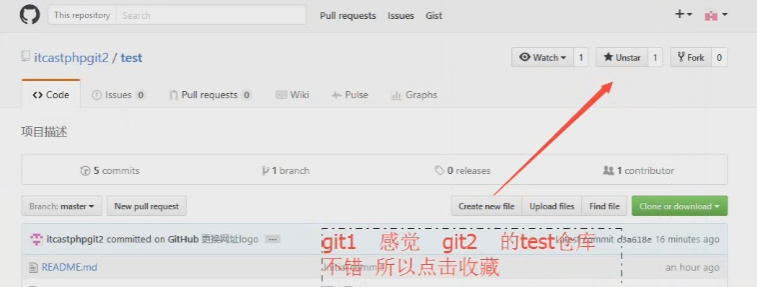 This repository Search Pull requests Issues Gist
itcastphpgit2 / test Watch 1 Unstar 1 Fork 0
Code Issues 0 Pull requests 0 Wiki Pulse Graphs
项目描述
5 commits 1 branch 0 releases 1 contributor
Branch: master New pull request Create new file Upload files Find file Clone or download
itcastphpgit2 committed on GitHub 更换网址logo ... commit d3a618e 16 minutes ago
git1 感觉 git2 的test仓库
README.md an hour ago
不错 所以点击收藏